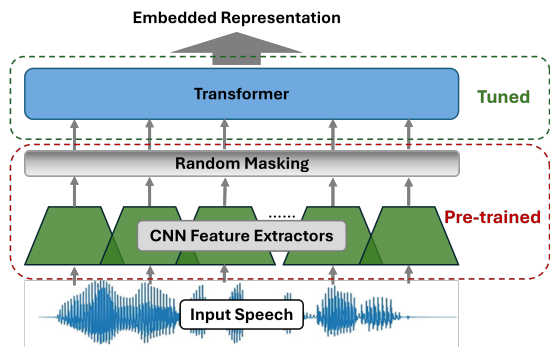 Embedded Representation
Transformer
Tuned
Random Masking
......
CNN Feature Extractors
Pre-trained
Input Speech